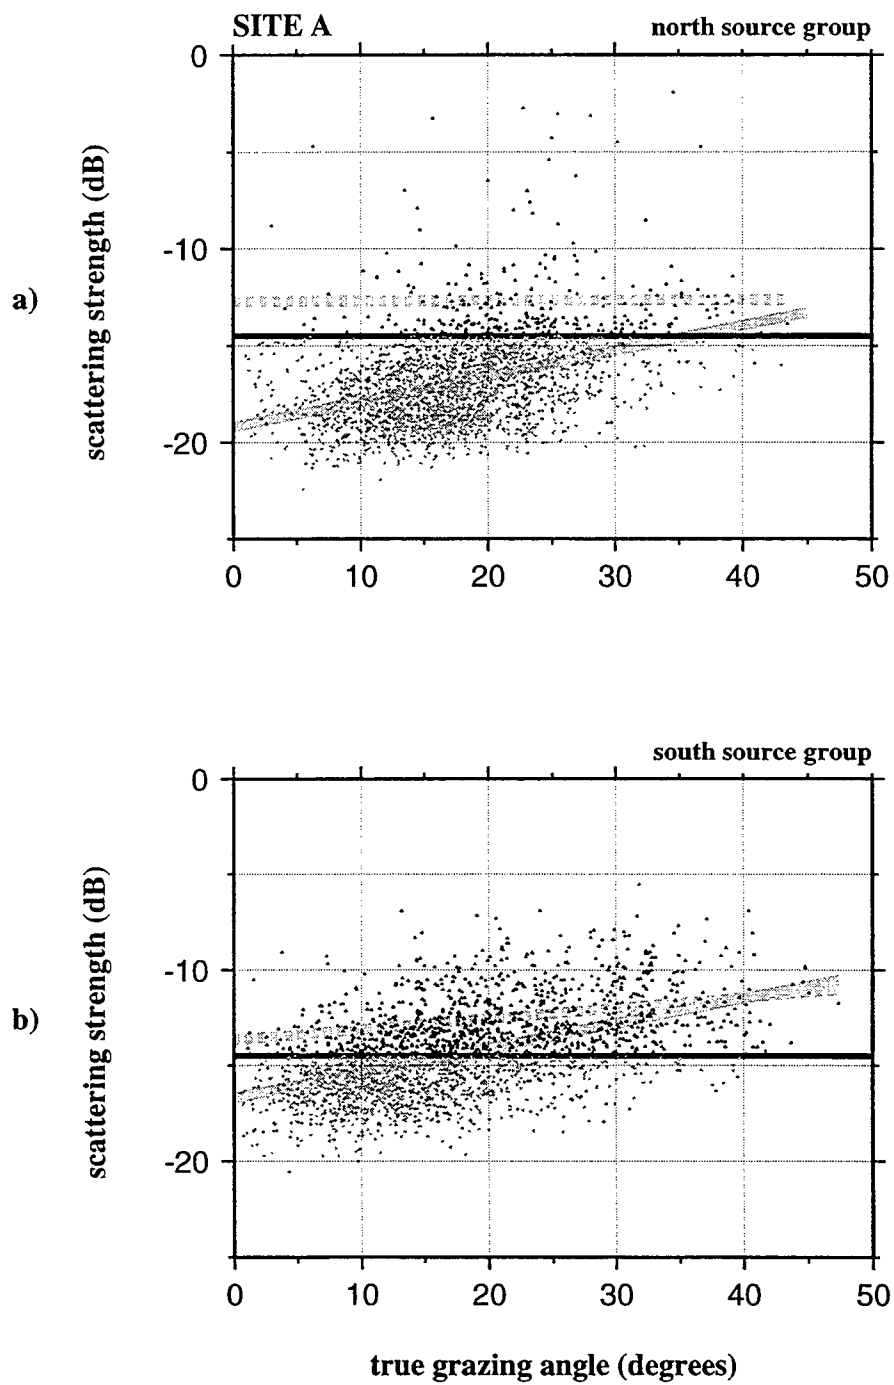 SITE A
north source group
a)
scattering strength (dB)
0
-10
-20
0 10 20 30 40 50
south source group
b)
scattering strength (dB)
0
-10
-20
0 10 20 30 40 50
true grazing angle (degrees)